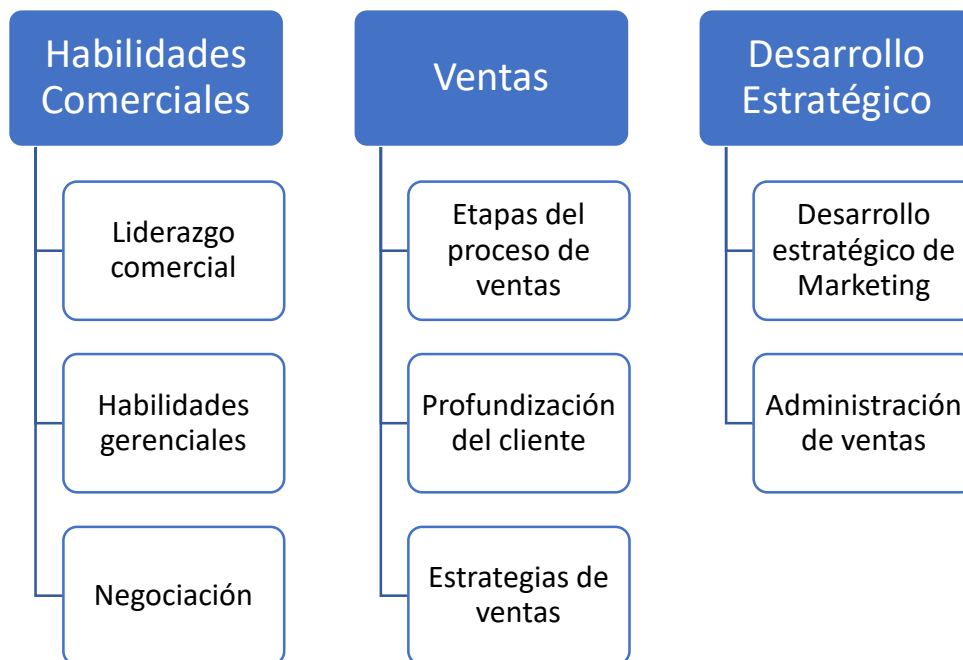 Habilidades
Comerciales
Liderazgo
comercial
Habilidades
gerenciales
Negociación
Ventas
Etapas del
proceso de
ventas
Profundización
del cliente
Estrategias de
ventas
Desarrollo
Estratégico
Desarrollo
estratégico de
Marketing
Administración
de ventas